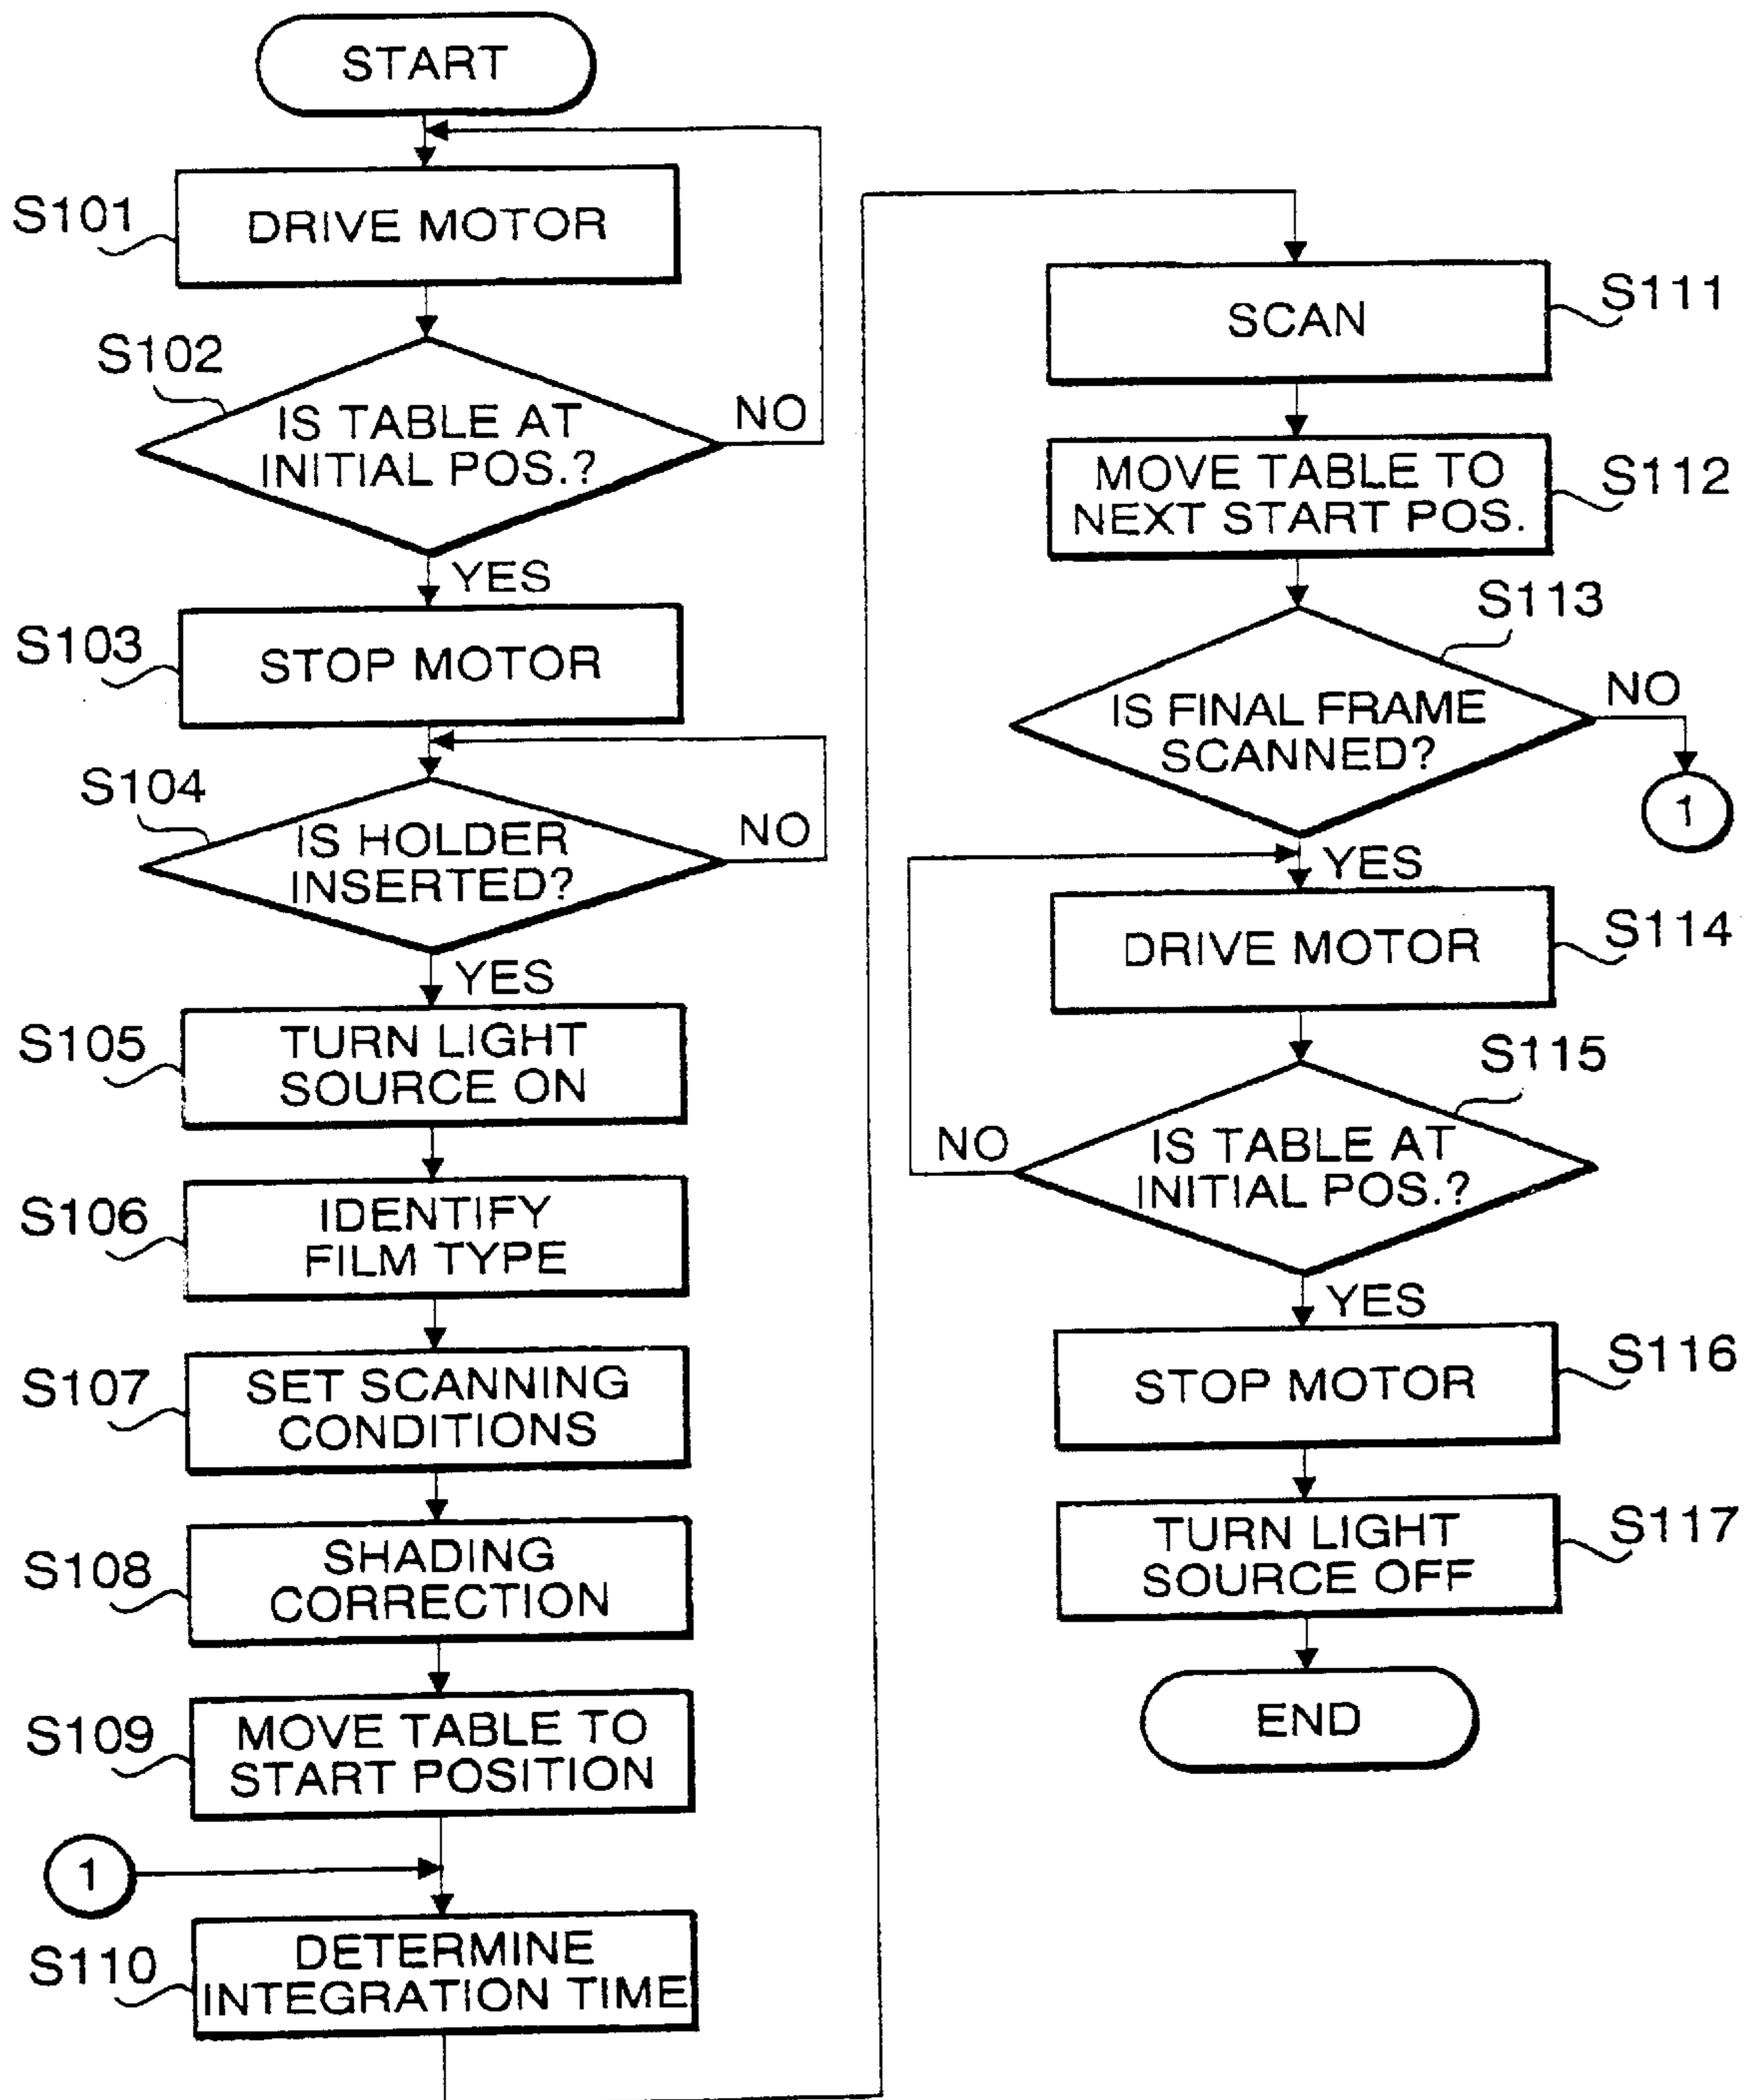 START
S101
DRIVE MOTOR
S102
IS TABLE AT
INITIAL POS.?
NO
YES
S103
STOP MOTOR
S104
IS HOLDER
INSERTED?
NO
YES
S105
TURN LIGHT
SOURCE ON
S106
IDENTIFY
FILM TYPE
S107
SET SCANNING
CONDITIONS
S108
SHADING
CORRECTION
S109
MOVE TABLE TO
START POSITION
1
S110
DETERMINE
INTEGRATION TIME
SCAN
S111
MOVE TABLE TO
NEXT START POS.
S112
S113
IS FINAL FRAME
SCANNED?
NO
1
YES
DRIVE MOTOR
S114
S115
NO
IS TABLE AT
INITIAL POS.?
YES
STOP MOTOR
S116
TURN LIGHT
SOURCE OFF
S117
END